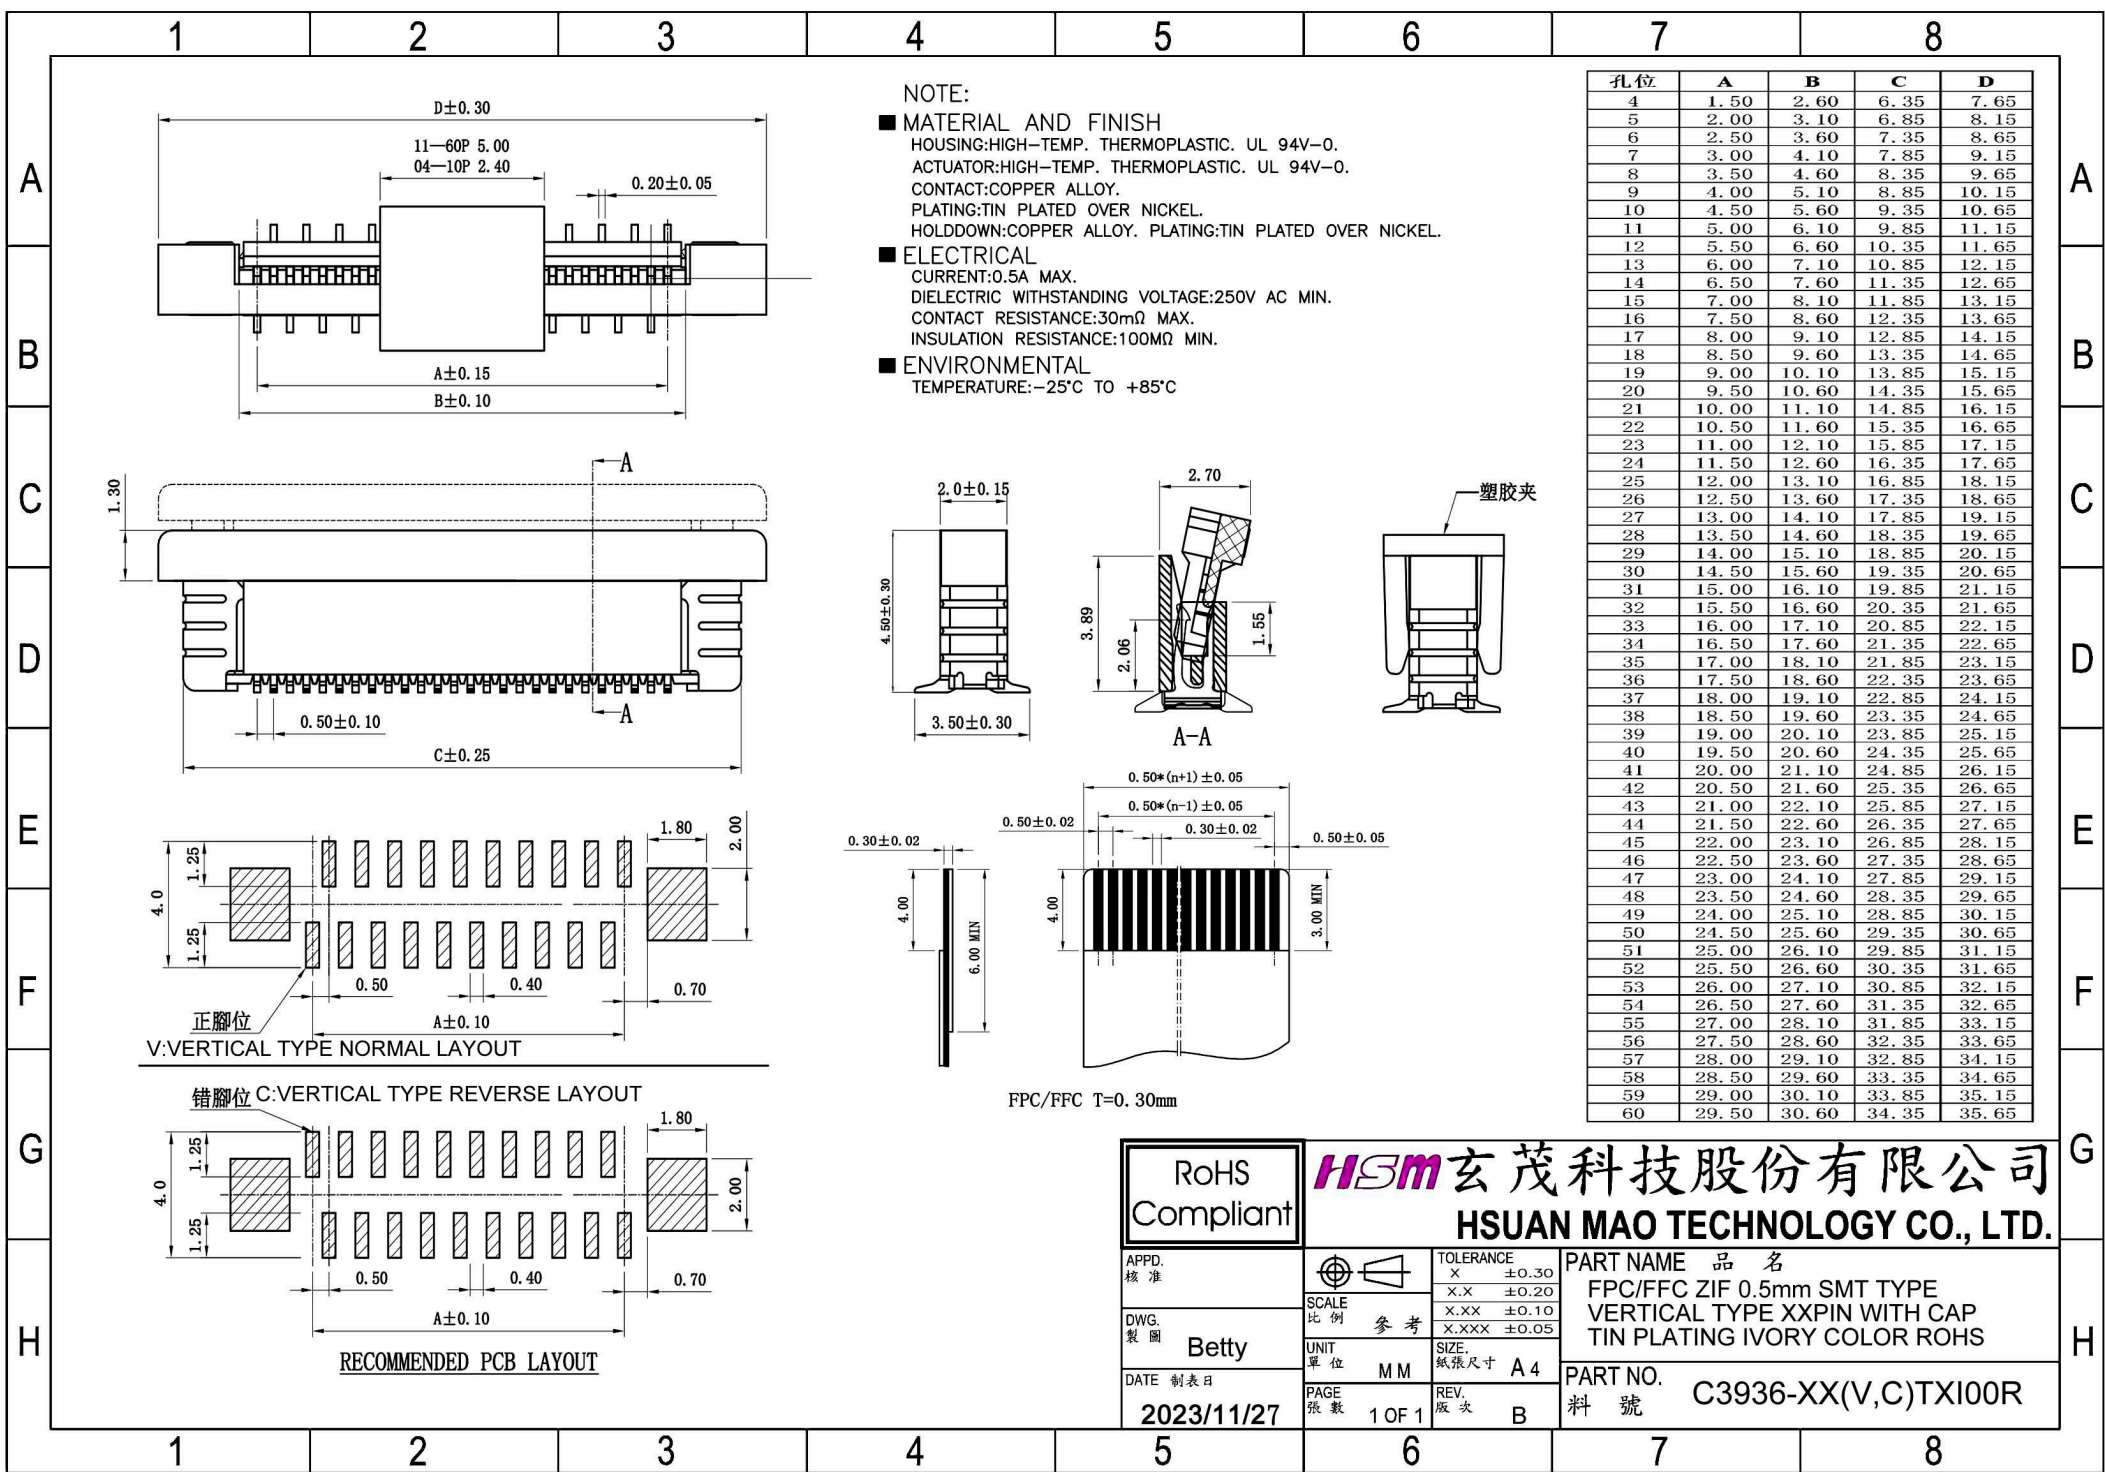 1 2 3 4 5 6 7 8
A
B
C
D
E
F
G
H
A
B
C
D
E
F
G
H
D±0.30
11—60P 5.00
04—10P 2.40
0.20±0.05
A±0.15
B±0.10
NOTE:
■ MATERIAL AND FINISH
HOUSING:HIGH-TEMP. THERMOPLASTIC. UL 94V-0.
ACTUATOR:HIGH-TEMP. THERMOPLASTIC. UL 94V-0.
CONTACT:COPPER ALLOY.
PLATING:TIN PLATED OVER NICKEL.
HOLDDOWN:COPPER ALLOY. PLATING:TIN PLATED OVER NICKEL.
■ ELECTRICAL
CURRENT:0.5A MAX.
DIELECTRIC WITHSTANDING VOLTAGE:250V AC MIN.
CONTACT RESISTANCE:30mΩ MAX.
INSULATION RESISTANCE:100MΩ MIN.
■ ENVIRONMENTAL
TEMPERATURE:-25°C TO +85°C
孔位 A B C D
4 1.50 2.60 6.35 7.65
5 2.00 3.10 6.85 8.15
6 2.50 3.60 7.35 8.65
7 3.00 4.10 7.85 9.15
8 3.50 4.60 8.35 9.65
9 4.00 5.10 8.85 10.15
10 4.50 5.60 9.35 10.65
11 5.00 6.10 9.85 11.15
12 5.50 6.60 10.35 11.65
13 6.00 7.10 10.85 12.15
14 6.50 7.60 11.35 12.65
15 7.00 8.10 11.85 13.15
16 7.50 8.60 12.35 13.65
17 8.00 9.10 12.85 14.15
18 8.50 9.60 13.35 14.65
19 9.00 10.10 13.85 15.15
20 9.50 10.60 14.35 15.65
21 10.00 11.10 14.85 16.15
22 10.50 11.60 15.35 16.65
23 11.00 12.10 15.85 17.15
24 11.50 12.60 16.35 17.65
25 12.00 13.10 16.85 18.15
26 12.50 13.60 17.35 18.65
27 13.00 14.10 17.85 19.15
28 13.50 14.60 18.35 19.65
29 14.00 15.10 18.85 20.15
30 14.50 15.60 19.35 20.65
31 15.00 16.10 19.85 21.15
32 15.50 16.60 20.35 21.65
33 16.00 17.10 20.85 22.15
34 16.50 17.60 21.35 22.65
35 17.00 18.10 21.85 23.15
36 17.50 18.60 22.35 23.65
37 18.00 19.10 22.85 24.15
38 18.50 19.60 23.35 24.65
39 19.00 20.10 23.85 25.15
40 19.50 20.60 24.35 25.65
41 20.00 21.10 24.85 26.15
42 20.50 21.60 25.35 26.65
43 21.00 22.10 25.85 27.15
44 21.50 22.60 26.35 27.65
45 22.00 23.10 26.85 28.15
46 22.50 23.60 27.35 28.65
47 23.00 24.10 27.85 29.15
48 23.50 24.60 28.35 29.65
49 24.00 25.10 28.85 30.15
50 24.50 25.60 29.35 30.65
51 25.00 26.10 29.85 31.15
52 25.50 26.60 30.35 31.65
53 26.00 27.10 30.85 32.15
54 26.50 27.60 31.35 32.65
55 27.00 28.10 31.85 33.15
56 27.50 28.60 32.35 33.65
57 28.00 29.10 32.85 34.15
58 28.50 29.60 33.35 34.65
59 29.00 30.10 33.85 35.15
60 29.50 30.60 34.35 35.65
1.30
A
A
0.50±0.10
C±0.25
2.0±0.15
4.50±0.30
3.50±0.30
2.70
3.89
2.06
1.55
A-A
塑胶夹
1.80
2.00
1.25
4.0
1.25
0.50
0.40
0.70
正腳位
A±0.10
V:VERTICAL TYPE NORMAL LAYOUT
错腳位 C:VERTICAL TYPE REVERSE LAYOUT
1.80
1.25
4.0
2.00
1.25
0.50
0.40
0.70
A±0.10
RECOMMENDED PCB LAYOUT
0.50*(n+1)±0.05
0.50*(n-1)±0.05
0.50±0.02
0.30±0.02
0.50±0.05
0.30±0.02
4.00
6.00 MIN
4.00
3.00 MIN
FPC/FFC T=0.30mm
RoHS
Compliant
HSM 玄茂科技股份有限公司
HSUAN MAO TECHNOLOGY CO., LTD.
APPD.
核 准
DWG.
製 圖
Betty
DATE 制表日
2023/11/27
SCALE
比 例
參 考
UNIT
單 位
MM
PAGE
張 數
1 OF 1
TOLERANCE
X ±0.30
X.X ±0.20
X.XX ±0.10
X.XXX ±0.05
SIZE.
紙張尺寸
A4
REV.
版 次
B
PART NAME 品 名
FPC/FFC ZIF 0.5mm SMT TYPE
VERTICAL TYPE XXPIN WITH CAP
TIN PLATING IVORY COLOR ROHS
PART NO.
料 號
C3936-XX(V,C)TXI00R
1 2 3 4 5 6 7 8